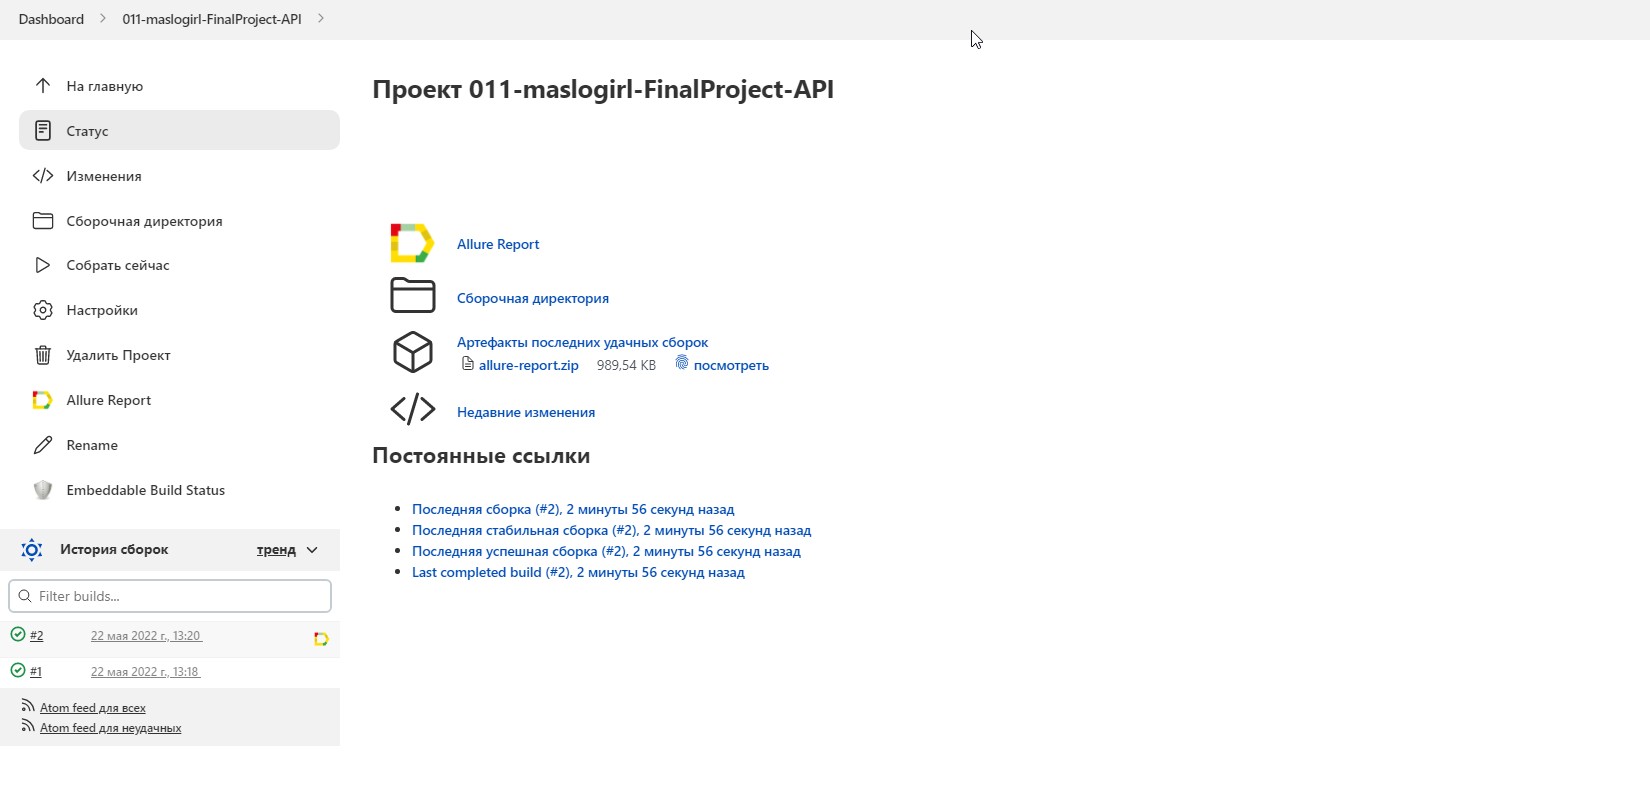 Dashboard
011-maslogirl-FinalProject-API
На главную
Статус
Изменения
Сборочная директория
Собрать сейчас
Настройки
Удалить Проект
Allure Report
Rename
Embeddable Build Status
История сборок
тренд
Filter builds...
#2 22 мая 2022 г., 13:20
#1 22 мая 2022 г., 13:18
Atom feed для всех
Atom feed для неудачных
Проект 011-maslogirl-FinalProject-API
Allure Report
Сборочная директория
Артефакты последних удачных сборок
allure-report.zip 989,54 KB посмотреть
Недавние изменения
Постоянные ссылки
Последняя сборка (#2), 2 минуты 56 секунд назад
Последняя стабильная сборка (#2), 2 минуты 56 секунд назад
Последняя успешная сборка (#2), 2 минуты 56 секунд назад
Last completed build (#2), 2 минуты 56 секунд назад